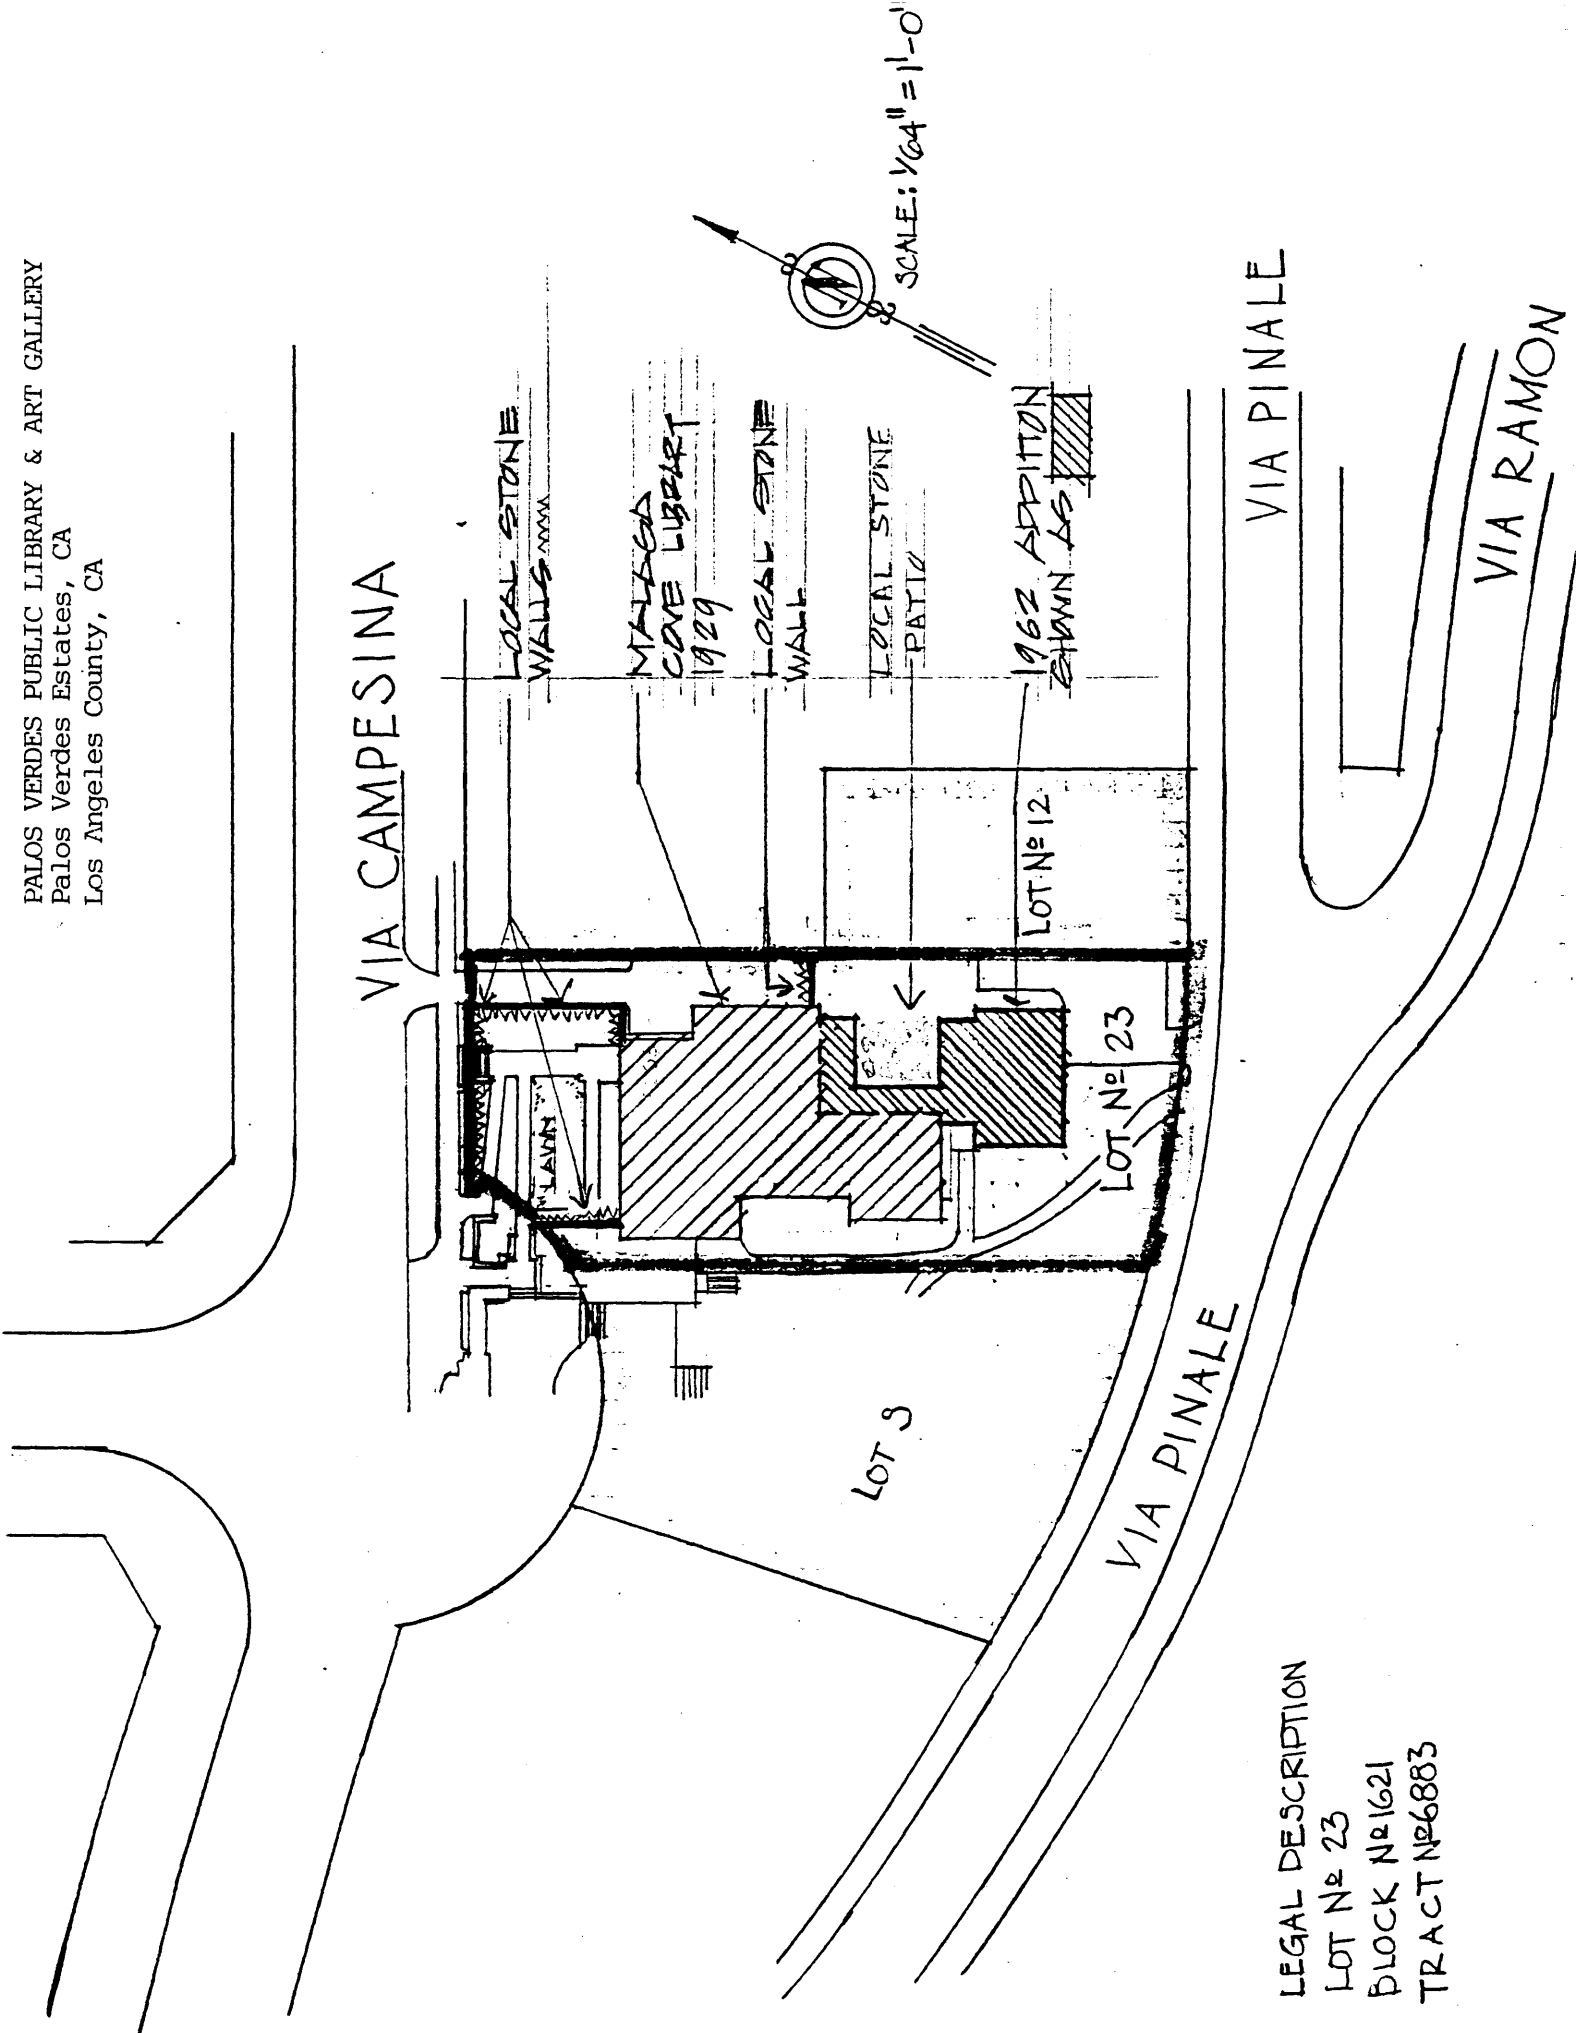 PALOS VERDES PUBLIC LIBRARY & ART GALLERY
Palos Verdes Estates, CA
Los Angeles County, CA
VIA CAMPESINA
LOCAL STONE
WALLS
MALAGA
COVE LIBRARY
1929
LOCAL STONE
WALL
LOCAL STONE
PATIO
1962 ADDITION
SHOWN AS
N
SCALE: 1/64" = 1'-0"
LAWN
LOT Nº 12
LOT Nº 23
LOT 3
VIA PINALE
VIA PINALE
VIA RAMON
LEGAL DESCRIPTION
LOT Nº 23
BLOCK Nº 1621
TRACT Nº 6883